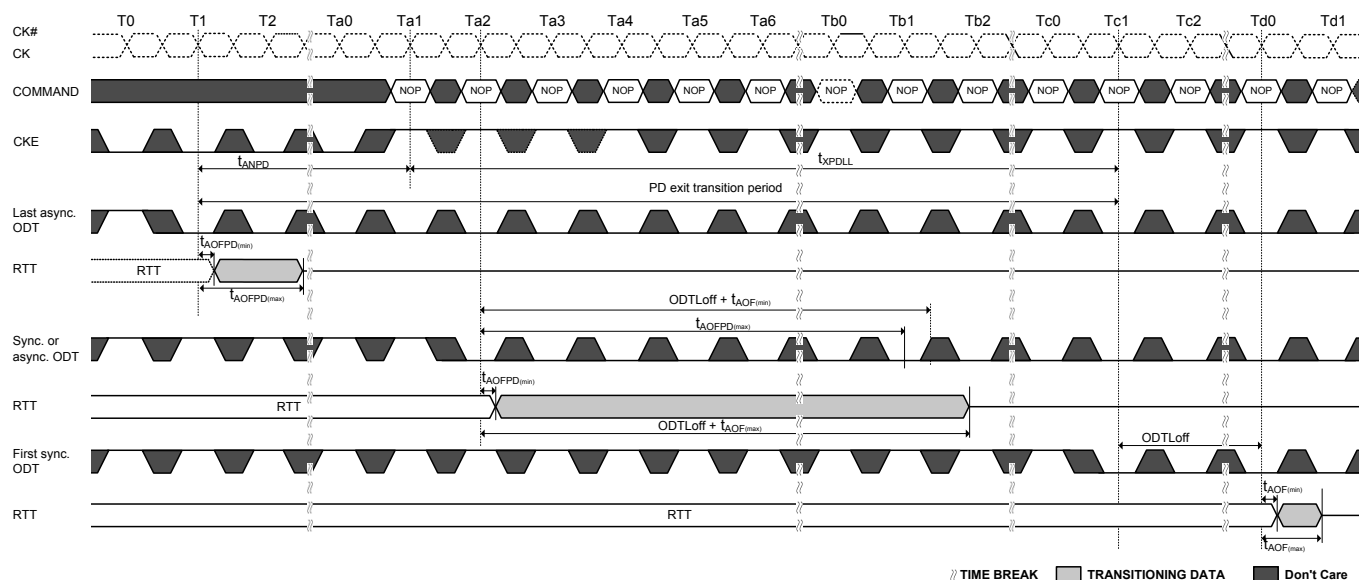 T0 T1 T2 Ta0 Ta1 Ta2 Ta3 Ta4 Ta5 Ta6 Tb0 Tb1 Tb2 Tc0 Tc1 Tc2 Td0 Td1
CK#
CK
COMMAND NOP NOP NOP NOP NOP NOP NOP NOP NOP NOP NOP NOP NOP NOP
CKE
tANPD tXPDLL
PD exit transition period
Last async.
ODT
tAOFPD(min)
RTT RTT
tAOFPD(max)
ODTLoff + tAOF(min)
tAOFPD(max)
Sync. or
async. ODT
tAOFPD(min)
RTT RTT
ODTLoff + tAOF(max)
ODTLoff
First sync.
ODT
tAOF(min)
RTT RTT
tAOF(max)
TIME BREAK TRANSITIONING DATA Don't Care